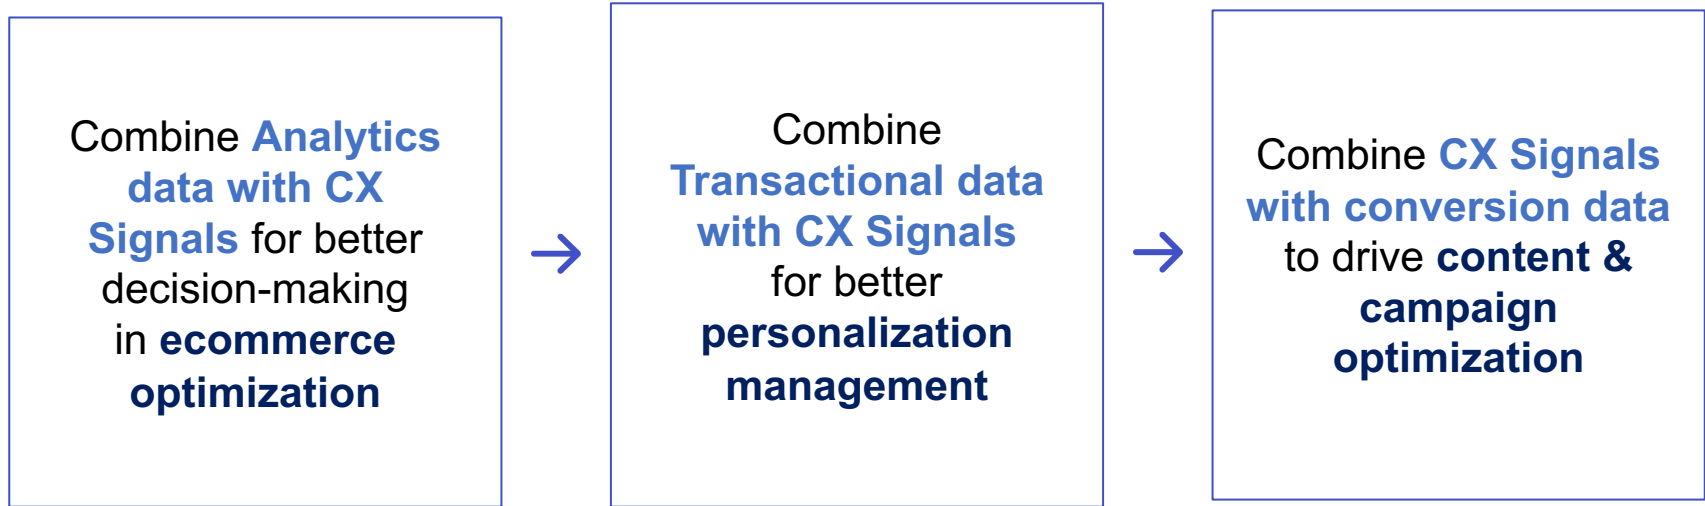 Combine Analytics
data with CX
Signals for better
decision-making
in ecommerce
optimization
Combine
Transactional data
with CX Signals
for better
personalization
management
Combine CX Signals
with conversion data
to drive content &
campaign
optimization